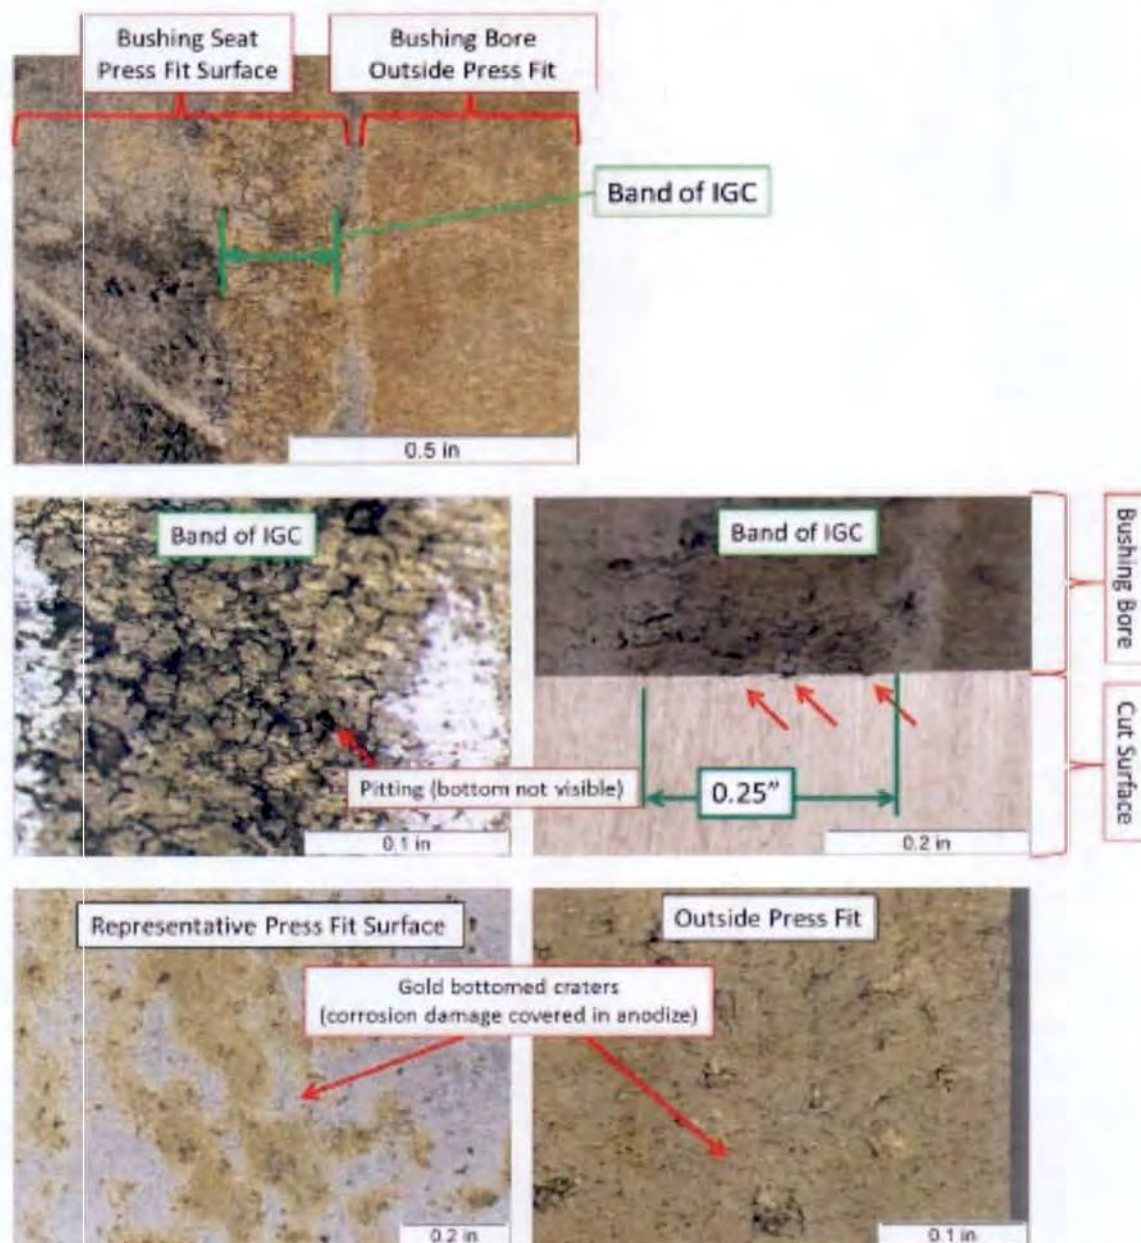 Bushing Seat
Press Fit Surface
Bushing Bore
Outside Press Fit
Band of IGC
0.5 in
Band of IGC
Band of IGC
Bushing Bore
Pitting (bottom not visible)
0.25"
Cut Surface
0.1 in
0.2 in
Representative Press Fit Surface
Outside Press Fit
Gold bottomed craters
(corrosion damage covered in anodize)
0.2 in
0.1 in